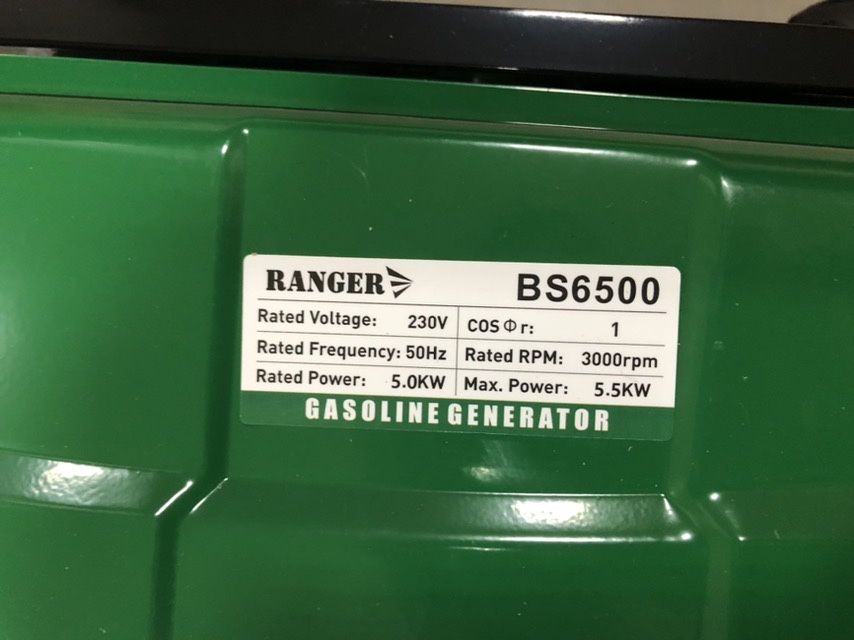 RANGER BS6500
Rated Voltage: 230V COS Φ r: 1
Rated Frequency: 50Hz Rated RPM: 3000rpm
Rated Power: 5.0KW Max. Power: 5.5KW
GASOLINE GENERATOR